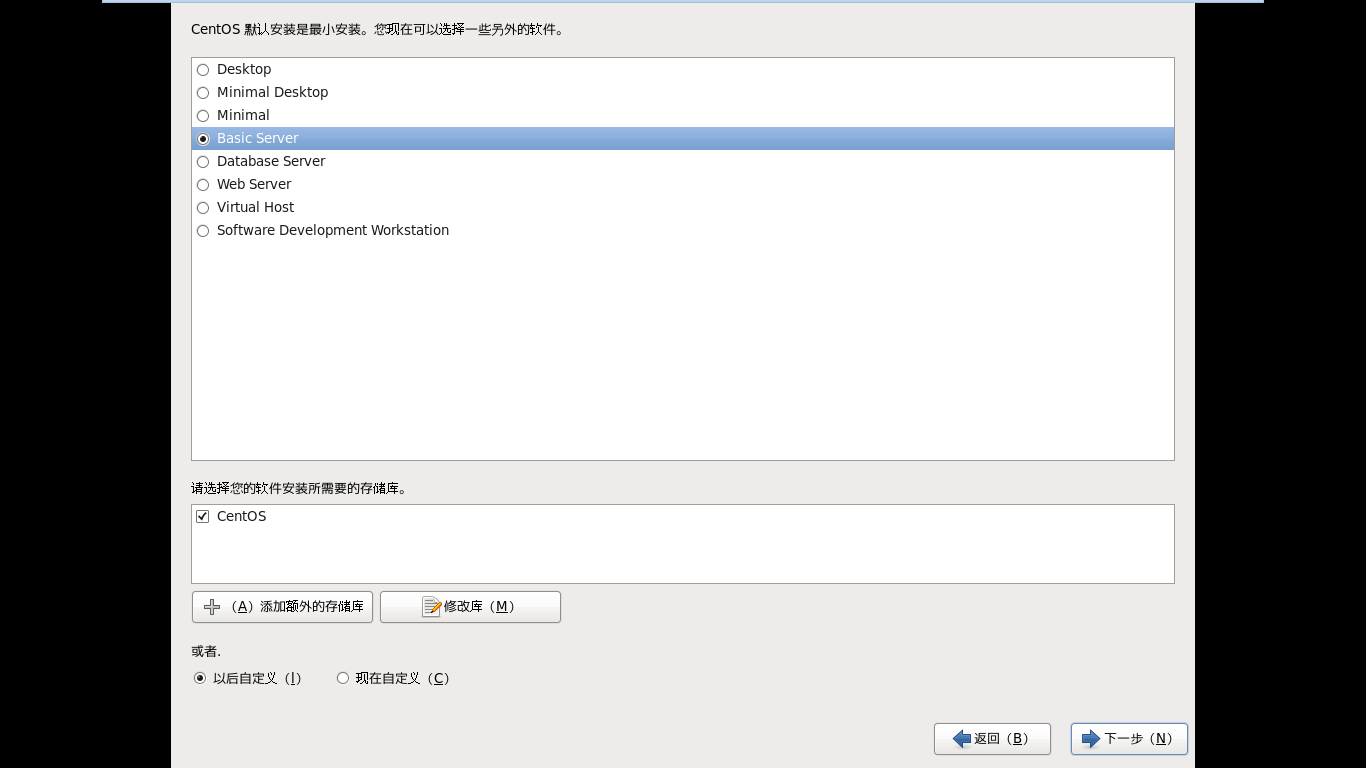 CentOS 默认安装是最小安装。您现在可以选择一些另外的软件。
Desktop
Minimal Desktop
Minimal
Basic Server
Database Server
Web Server
Virtual Host
Software Development Workstation
请选择您的软件安装所需要的存储库。
CentOS
（A）添加额外的存储库 修改库（M）
或者.
以后自定义（l） 现在自定义（C）
返回（B） 下一步（N）